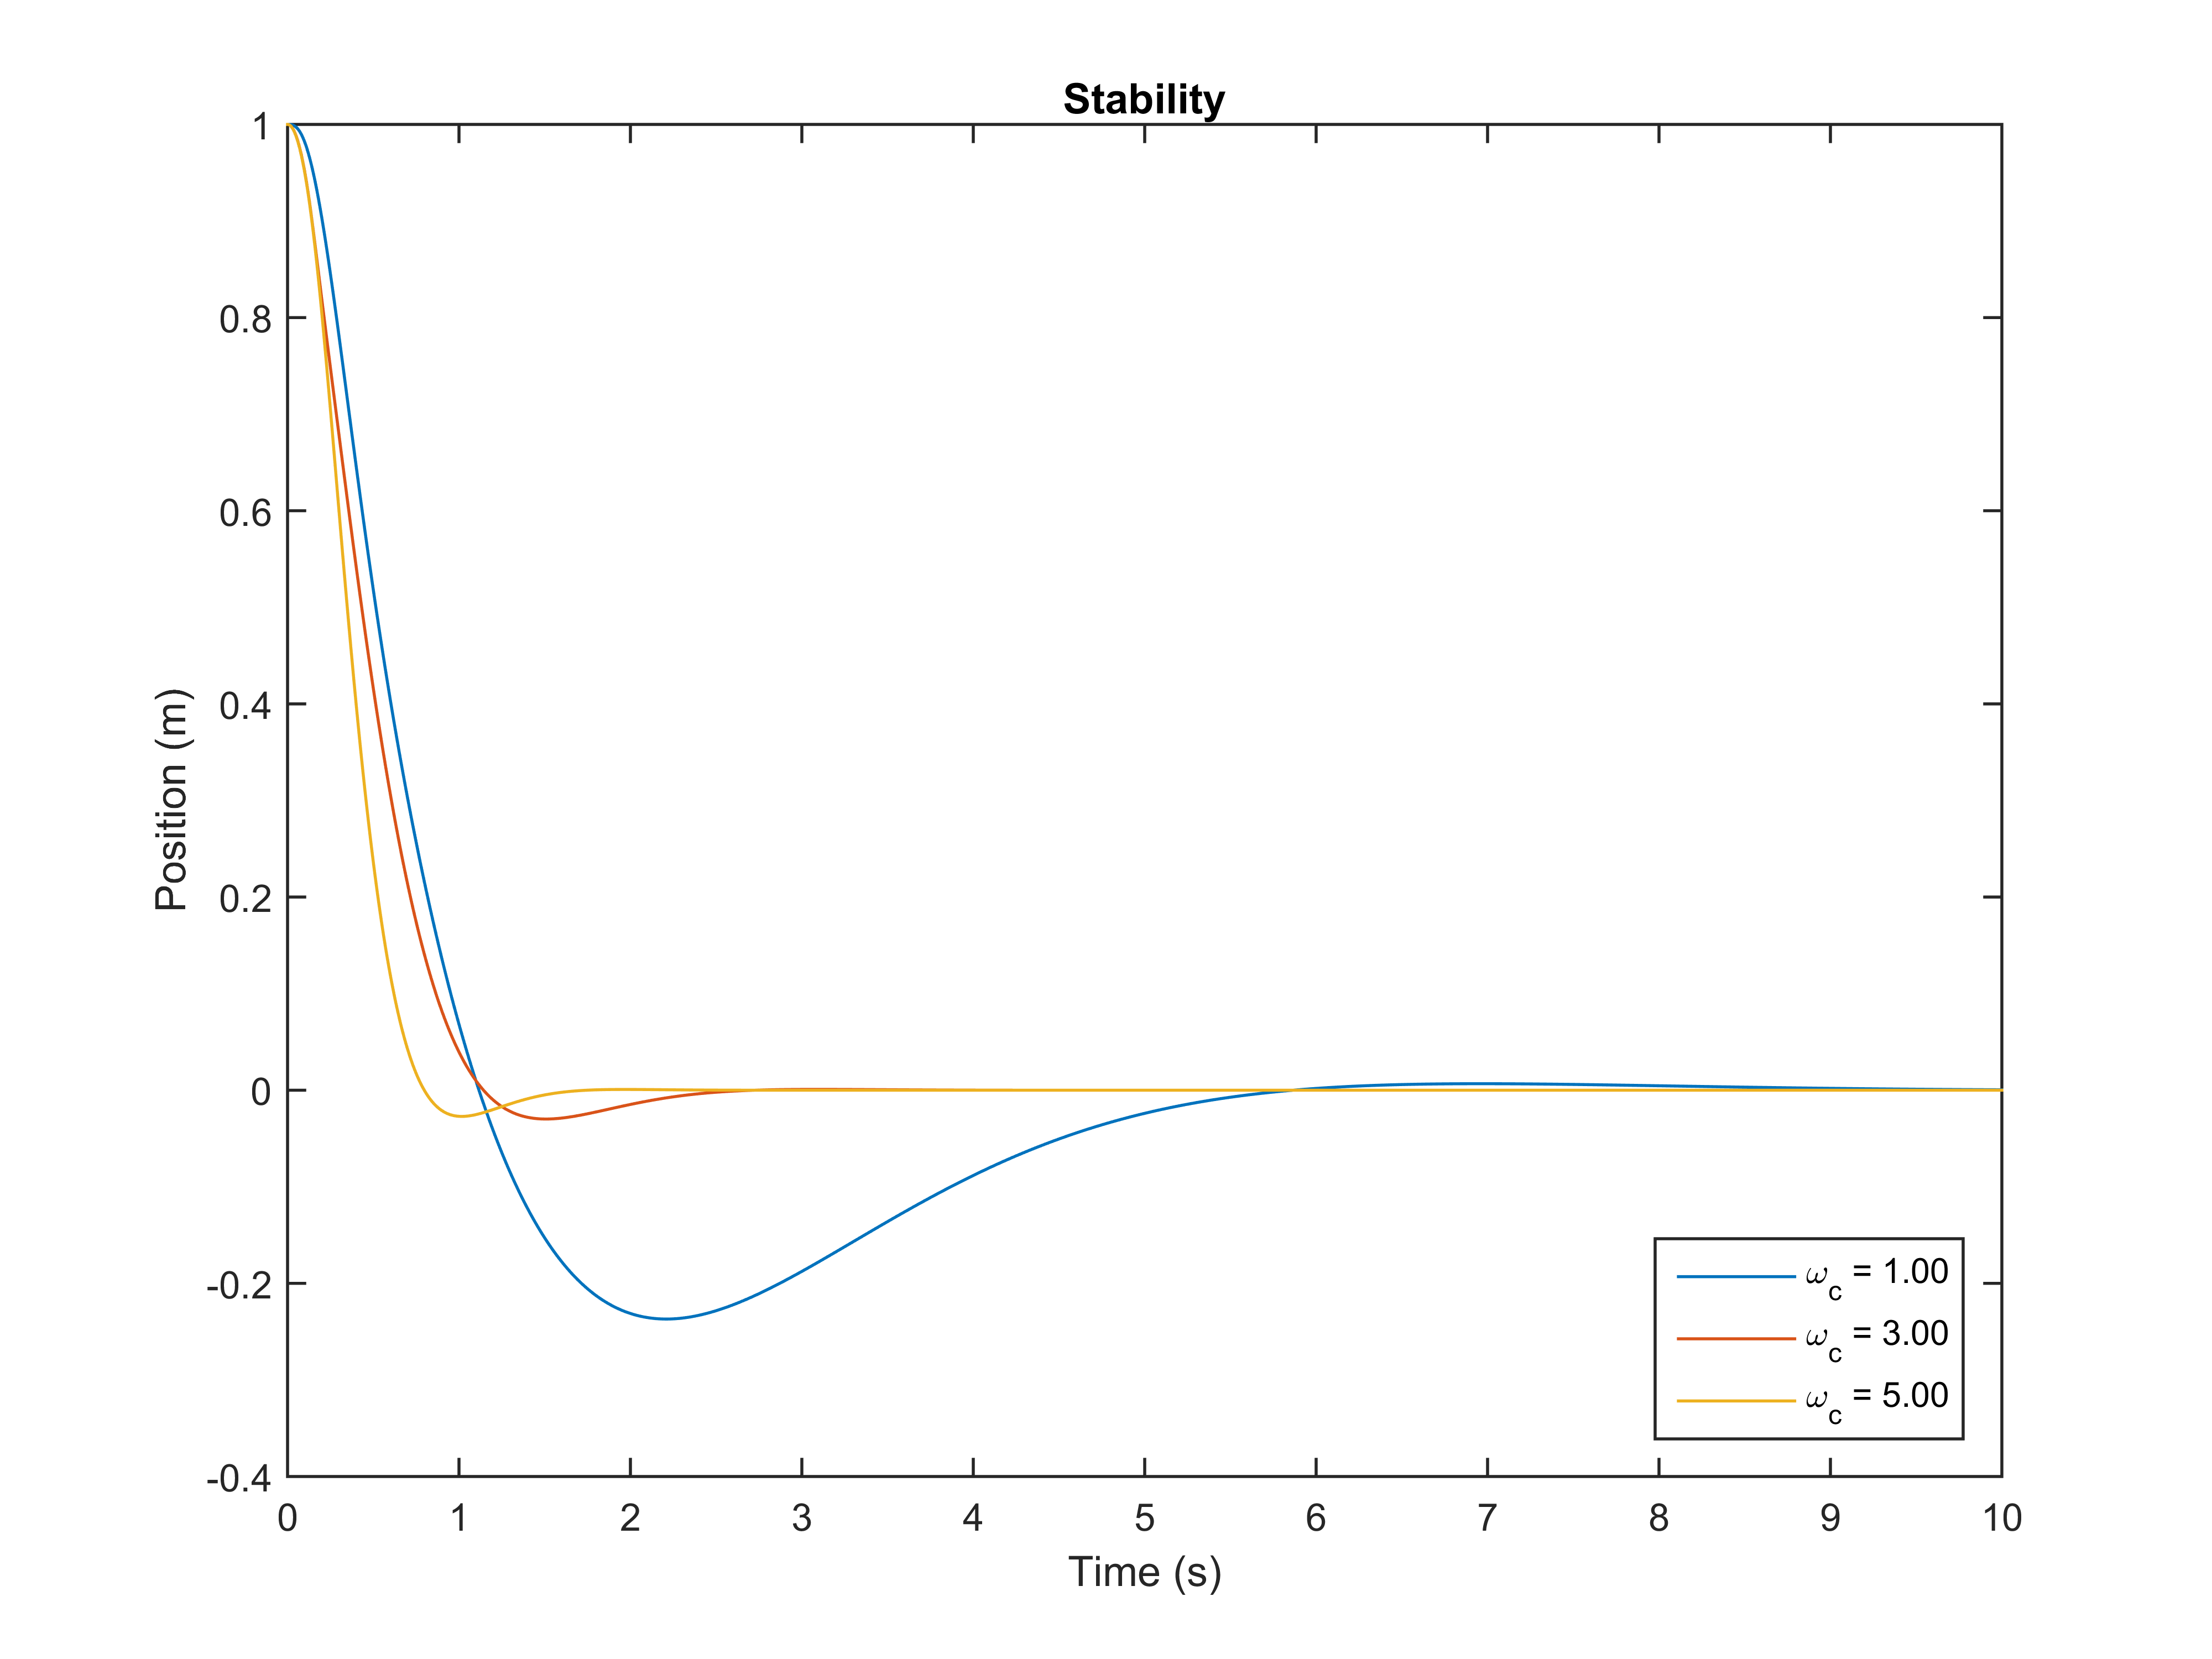 Stability
1
0.8
0.6
0.4
0.2
0
-0.2
-0.4
Position (m)
0 1 2 3 4 5 6 7 8 9 10
Time (s)
ω_c = 1.00
ω_c = 3.00
ω_c = 5.00